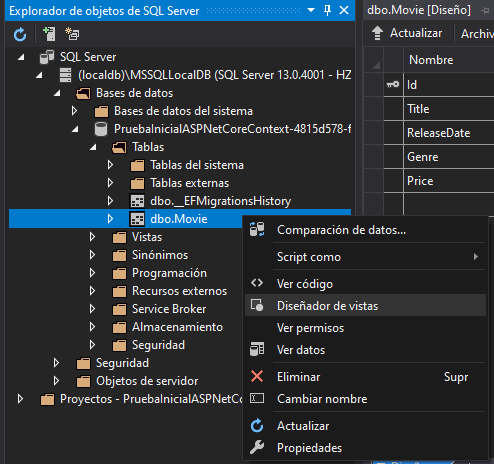 Explorador de objetos de SQL Server
dbo.Movie [Diseño]
Actualizar
Archiv
SQL Server
(localdb)\MSSQLLocalDB (SQL Server 13.0.4001 - HZ
Bases de datos
Bases de datos del sistema
PruebaInicialASPNetCoreContext-4815d578-f
Tablas
Tablas del sistema
Tablas externas
dbo.__EFMigrationsHistory
dbo.Movie
Vistas
Sinónimos
Programación
Recursos externos
Service Broker
Almacenamiento
Seguridad
Seguridad
Objetos de servidor
Proyectos - PruebaInicialASPNetCo
Nombre
Id
Title
ReleaseDate
Genre
Price
Comparación de datos...
Script como
Ver código
Diseñador de vistas
Ver permisos
Ver datos
Eliminar Supr
Cambiar nombre
Actualizar
Propiedades